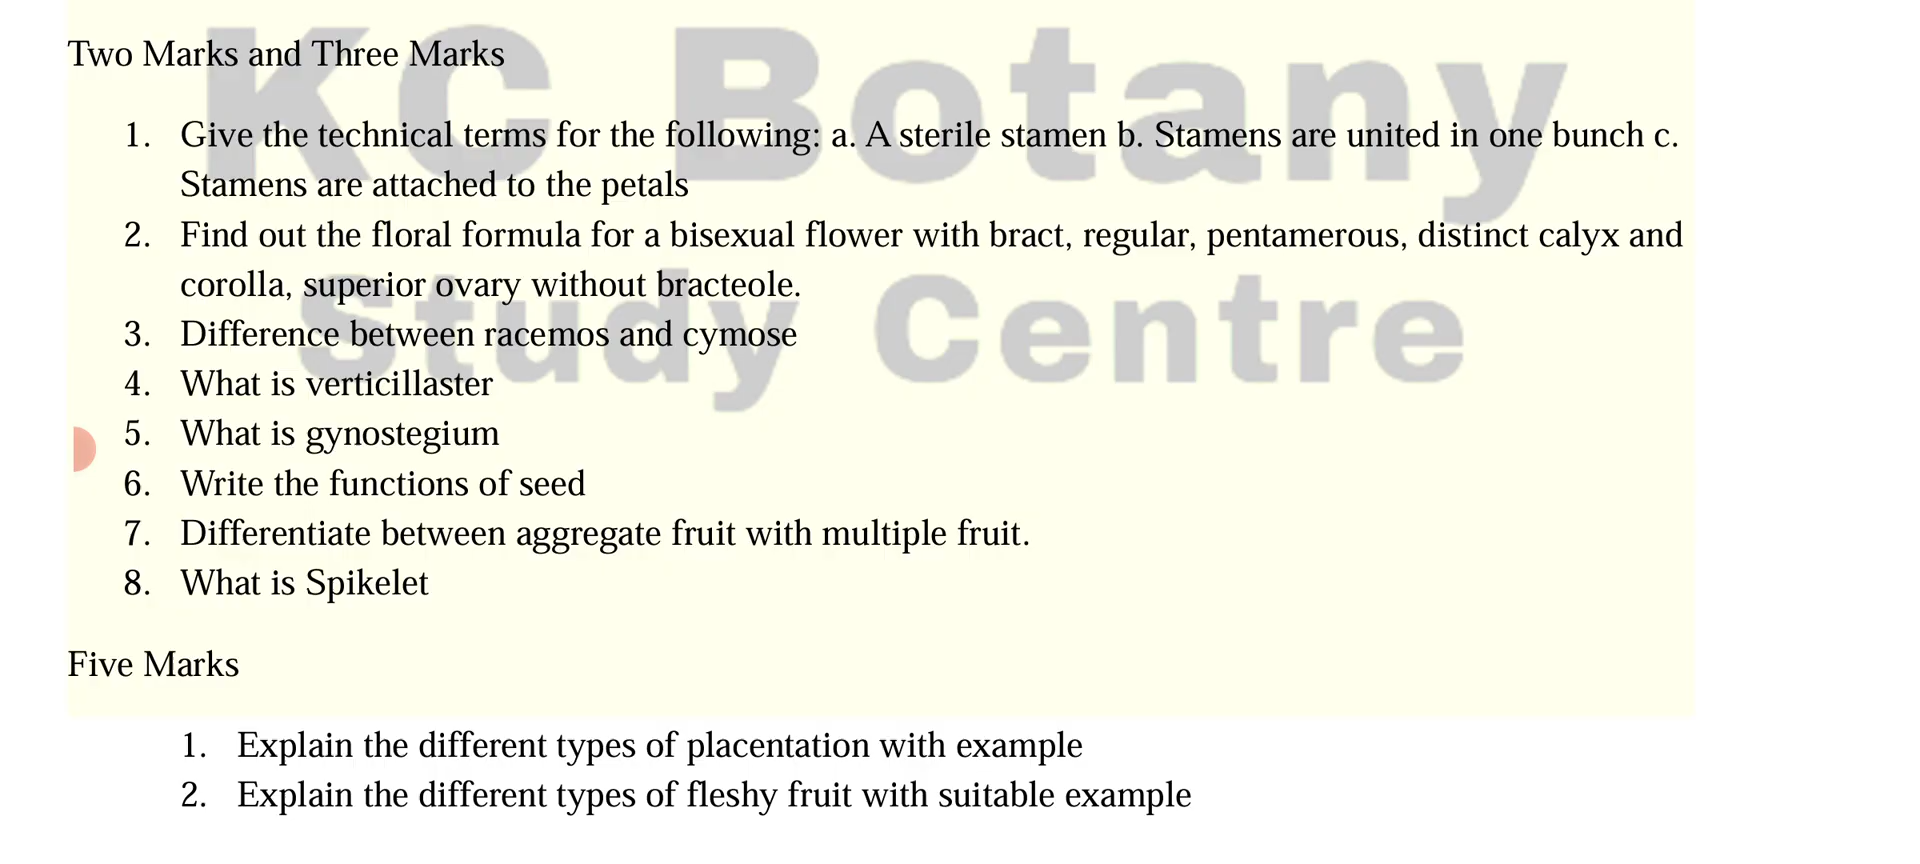 KC Botany
Study Centre
Two Marks and Three Marks
1. Give the technical terms for the following: a. A sterile stamen b. Stamens are united in one bunch c.
Stamens are attached to the petals
2. Find out the floral formula for a bisexual flower with bract, regular, pentamerous, distinct calyx and
corolla, superior ovary without bracteole.
3. Difference between racemos and cymose
4. What is verticillaster
5. What is gynostegium
6. Write the functions of seed
7. Differentiate between aggregate fruit with multiple fruit.
8. What is Spikelet
Five Marks
1. Explain the different types of placentation with example
2. Explain the different types of fleshy fruit with suitable example